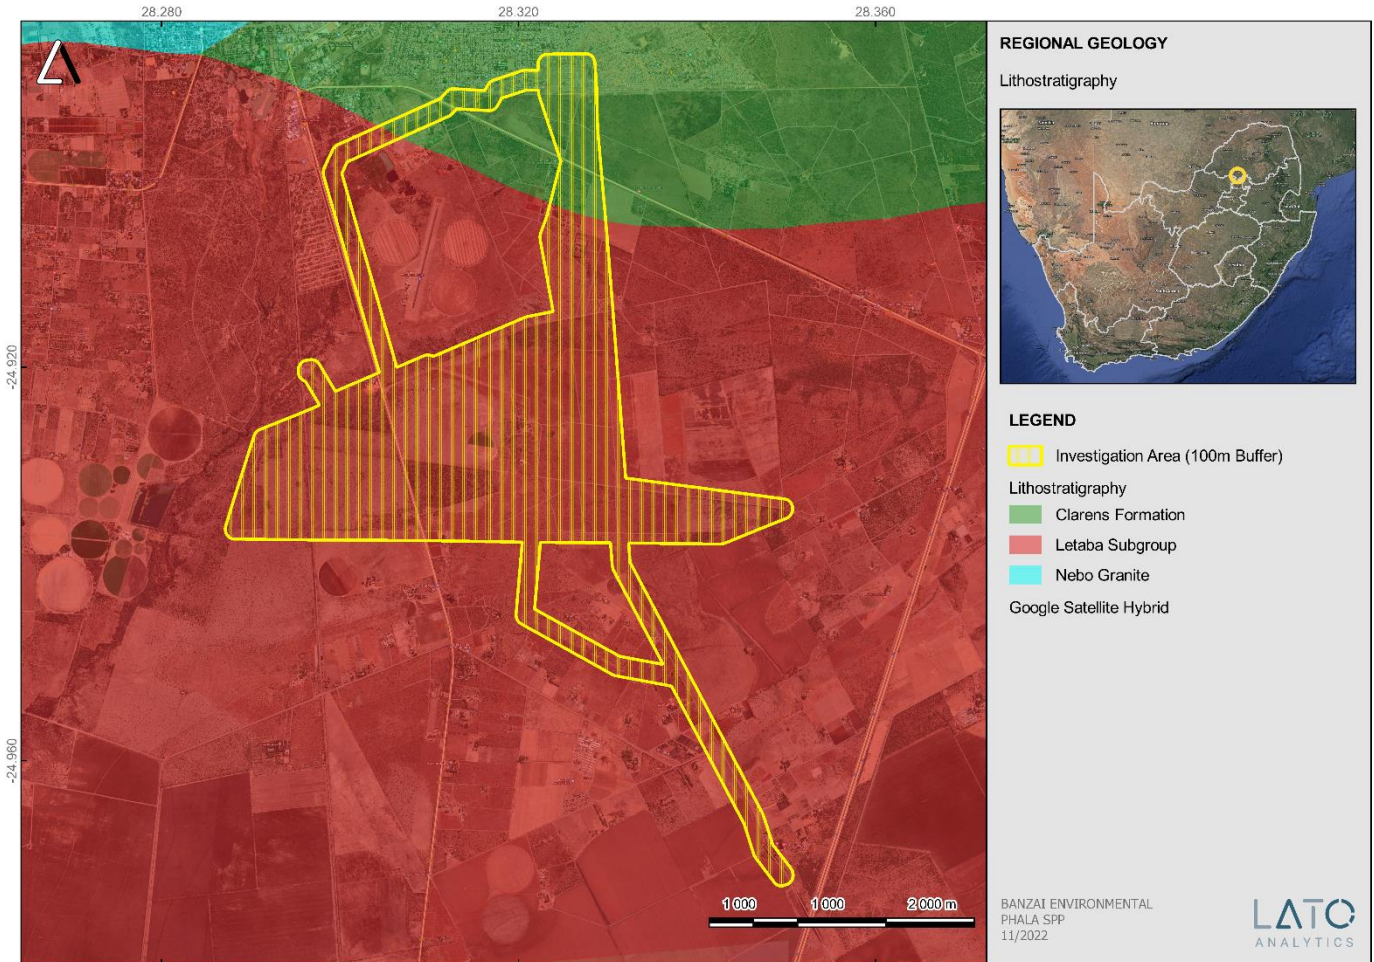 28.280
28.320
28.360
-24.920
-24.960
1 000
1 000
2 000 m
REGIONAL GEOLOGY
Lithostratigraphy
LEGEND
Investigation Area (100m Buffer)
Lithostratigraphy
Clarens Formation
Letaba Subgroup
Nebo Granite
Google Satellite Hybrid
BANZAI ENVIRONMENTAL
PHALA SPP
11/2022
LATO
ANALYTICS